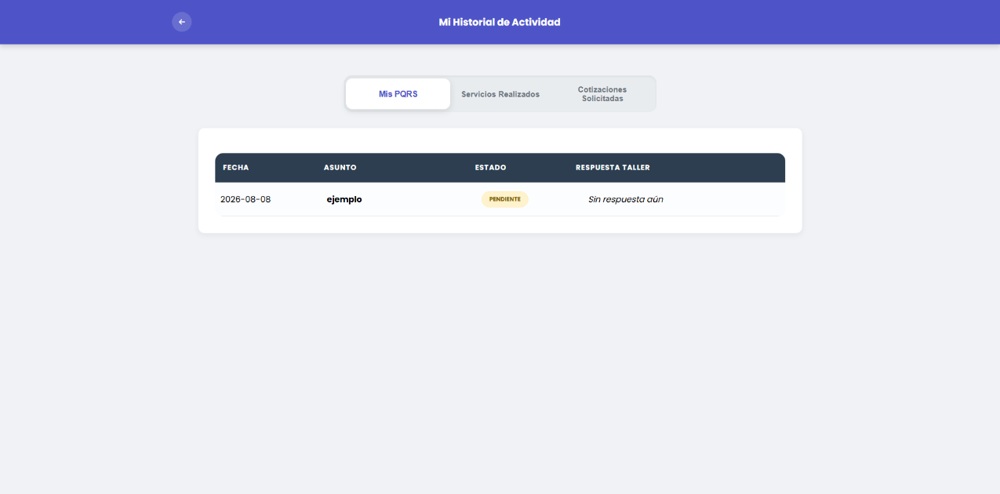 Mi Historial de Actividad
Mis PQRS
Servicios Realizados
Cotizaciones
Solicitadas
FECHA ASUNTO ESTADO RESPUESTA TALLER
2026-08-08 ejemplo PENDIENTE Sin respuesta aún